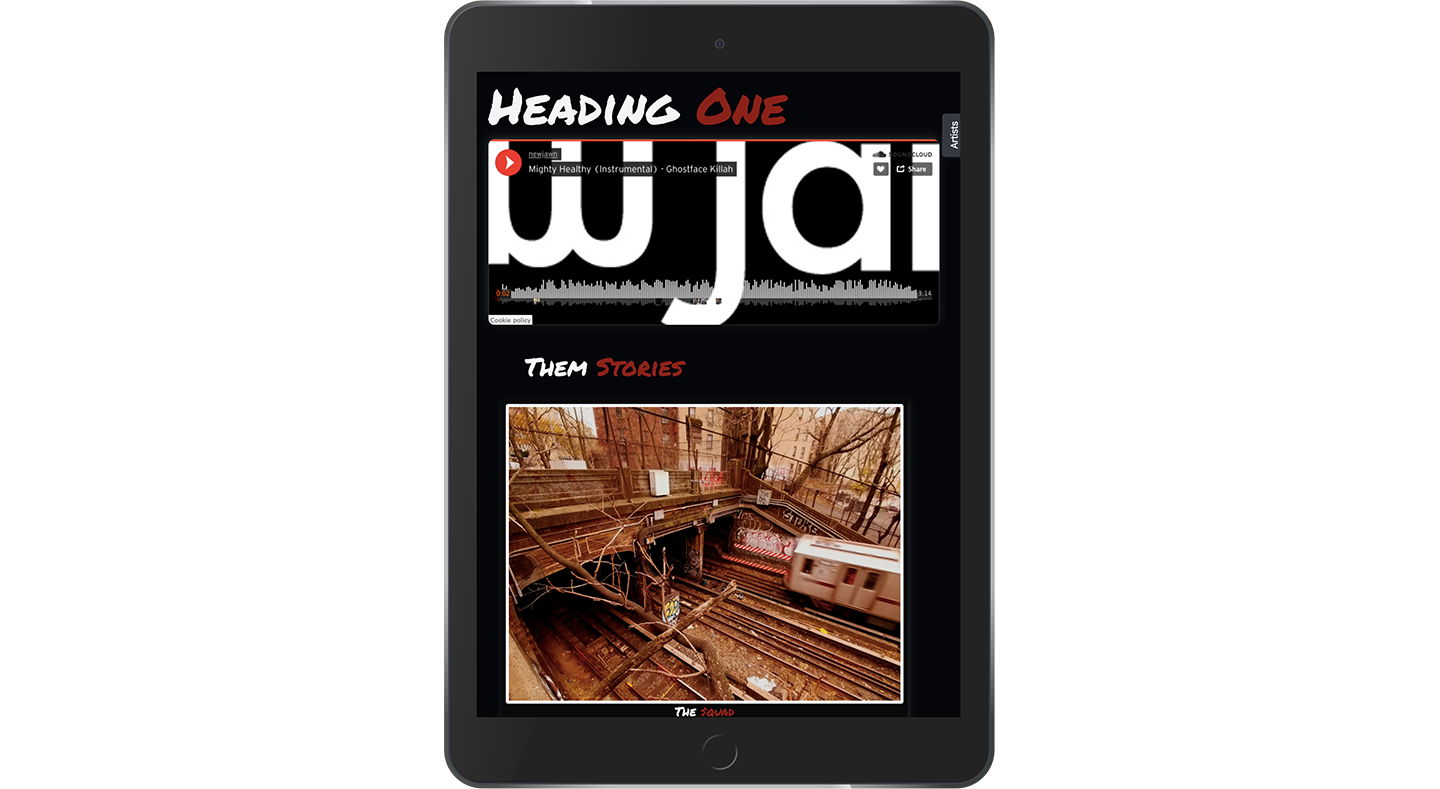 Heading One
Artists
newjawn
SOUNDCLOUD
Mighty Healthy (Instrumental) - Ghostface Killah
Share
w jai
0:02
3:14
Cookie policy
Them Stories
The Squad